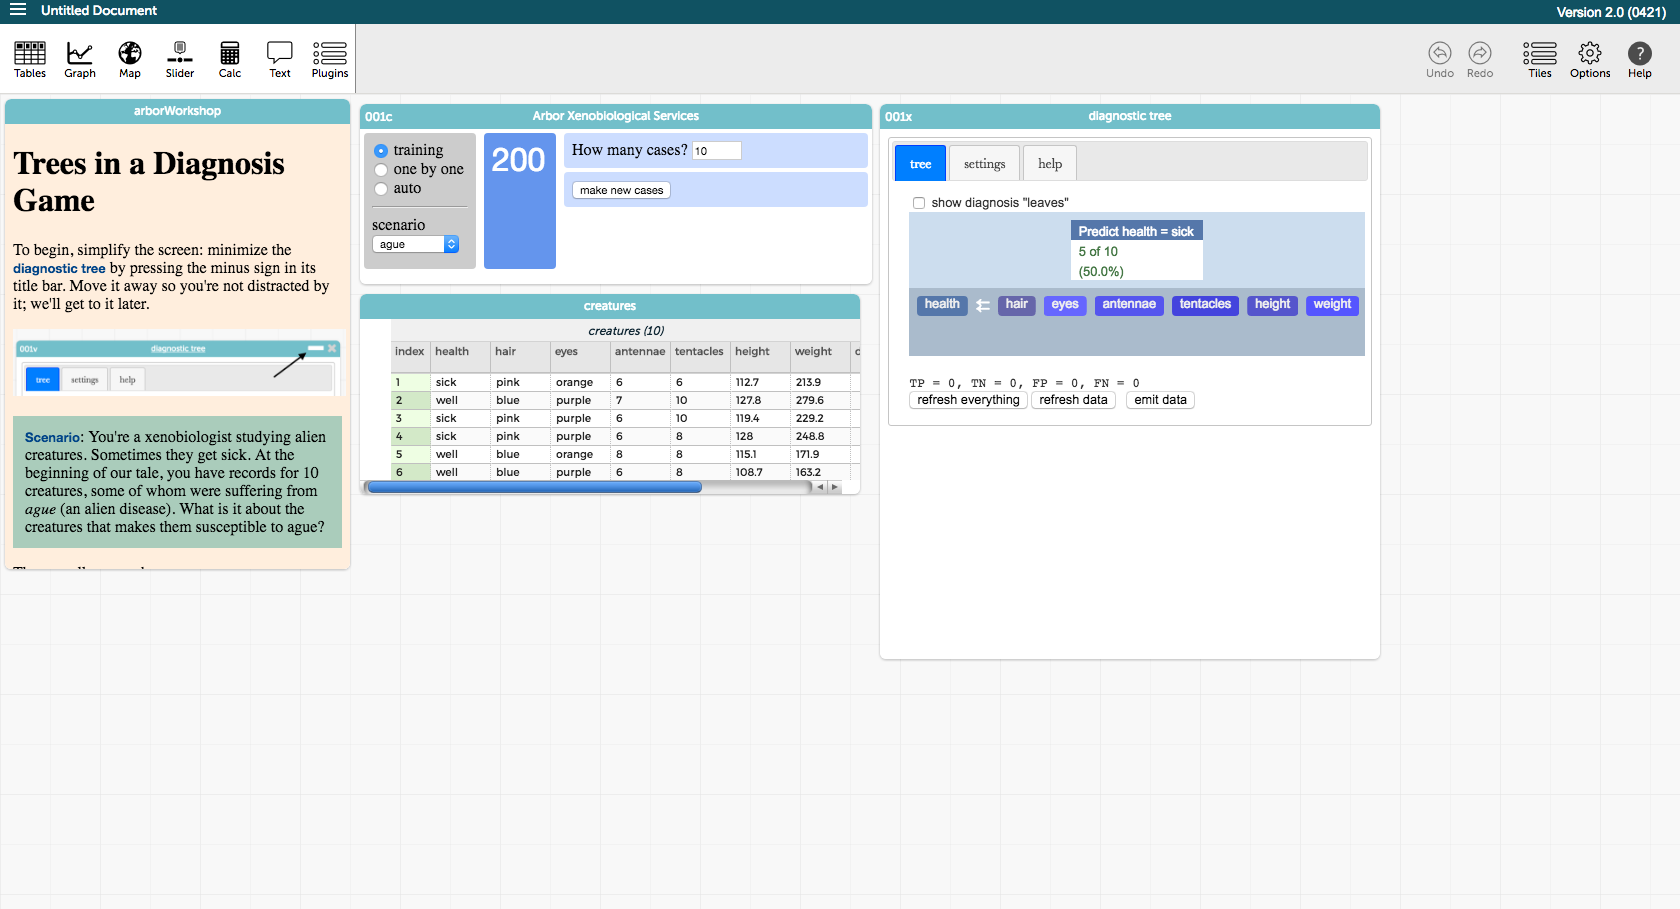 Untitled Document
Version 2.0 (0421)
Tables
Graph
Map
Slider
Calc
Text
Plugins
Undo
Redo
Tiles
Options
Help
arborWorkshop
Trees in a Diagnosis
Game
To begin, simplify the screen: minimize the
diagnostic tree by pressing the minus sign in its
title bar. Move it away so you're not distracted by
it; we'll get to it later.
001v diagnostic tree
tree settings help
Scenario: You're a xenobiologist studying alien
creatures. Sometimes they get sick. At the
beginning of our tale, you have records for 10
creatures, some of whom were suffering from
ague (an alien disease). What is it about the
creatures that makes them susceptible to ague?
001c Arbor Xenobiological Services
training
one by one
auto
scenario
ague
200
How many cases? 10
make new cases
creatures
creatures (10)
index health hair eyes antennae tentacles height weight
1 sick pink orange 6 6 112.7 213.9
2 well blue purple 7 10 127.8 279.6
3 sick pink purple 6 10 119.4 229.2
4 sick pink purple 6 8 128 248.8
5 well blue orange 8 8 115.1 171.9
6 well blue purple 6 8 108.7 163.2
001x diagnostic tree
tree settings help
show diagnosis "leaves"
Predict health = sick
5 of 10
(50.0%)
health ⇇ hair eyes antennae tentacles height weight
TP = 0, TN = 0, FP = 0, FN = 0
refresh everything refresh data emit data